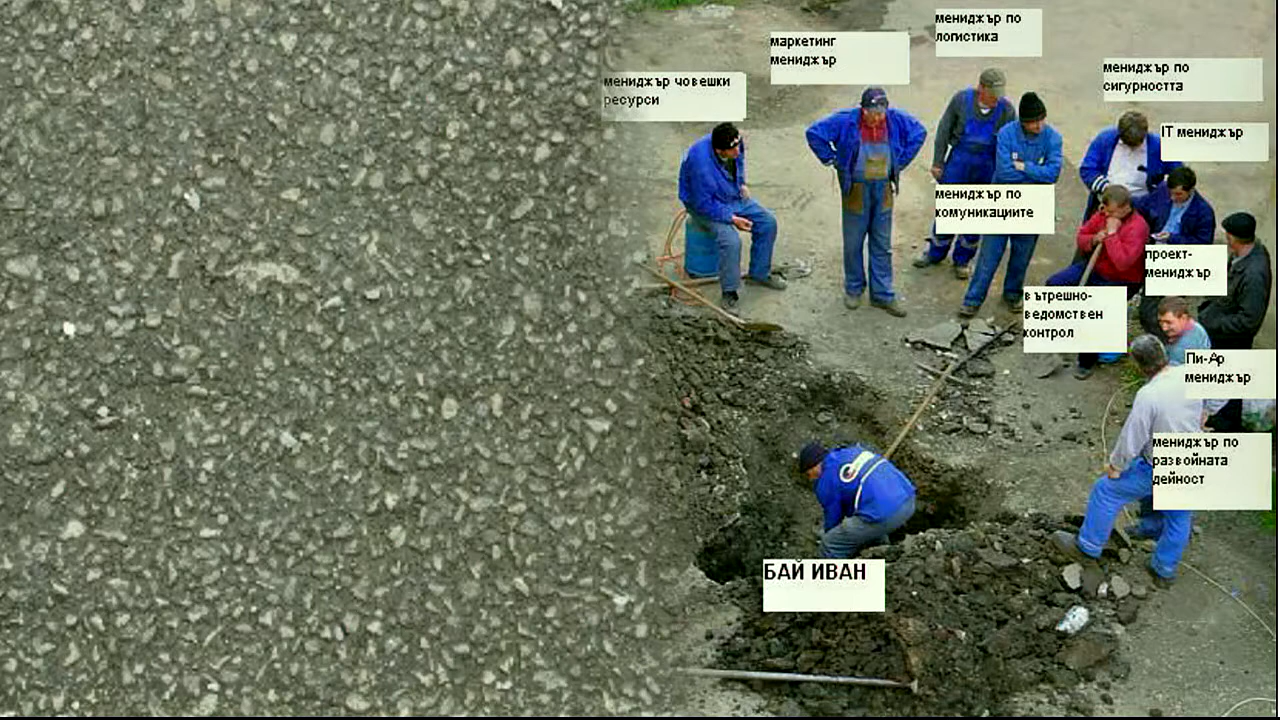 мениджър по
логистика
маркетинг
мениджър
мениджър човешки
ресурси
мениджър по
сигурността
IT мениджър
мениджър по
комуникациите
проект-
мениджър
вътрешно-
ведомствен
контрол
Пи-Ар
мениджър
мениджър по
развойната
дейност
БАЙ ИВАН